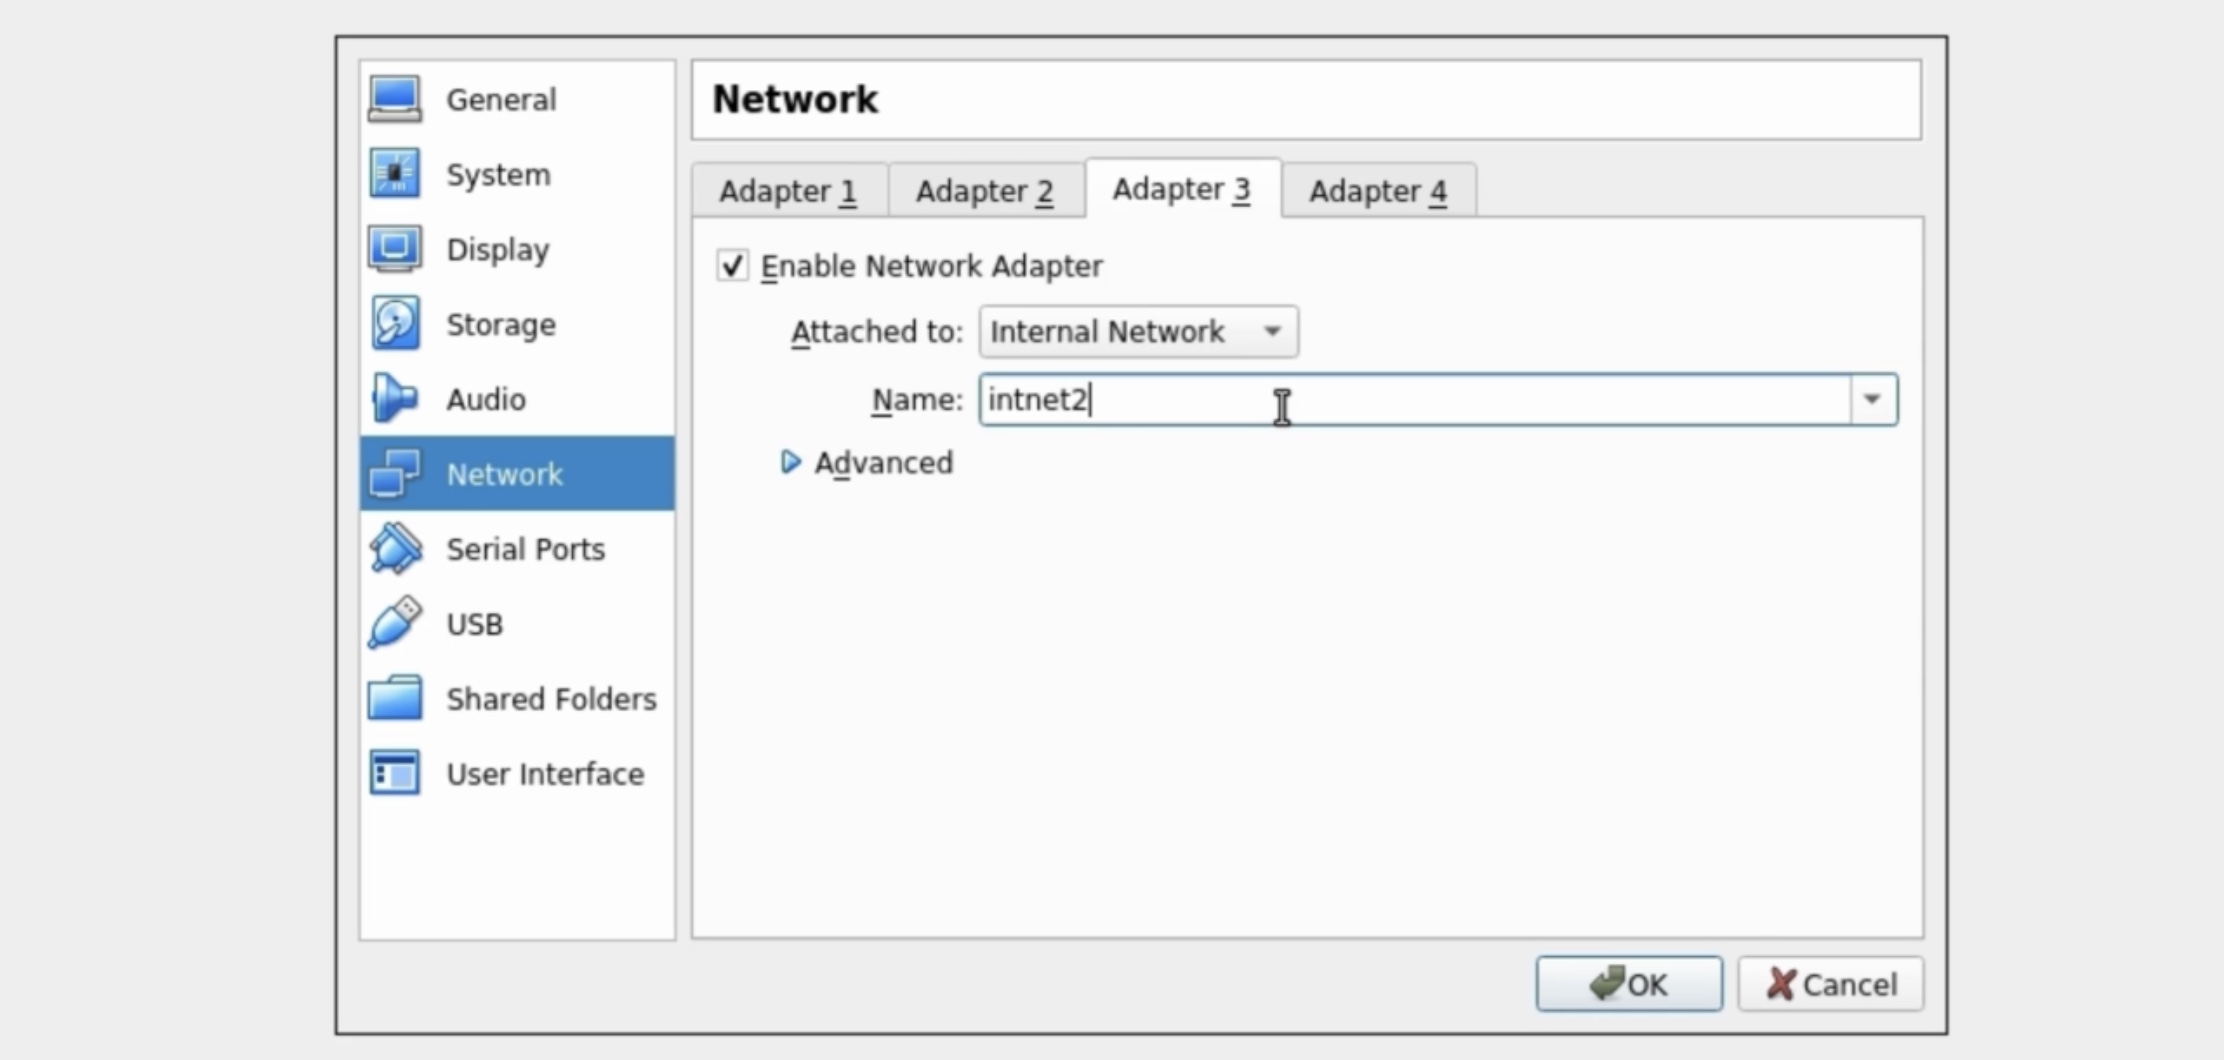 General
System
Display
Storage
Audio
Network
Serial Ports
USB
Shared Folders
User Interface
Network
Adapter 1
Adapter 2
Adapter 3
Adapter 4
Enable Network Adapter
Attached to: Internal Network
Name: intnet2
Advanced
OK
Cancel